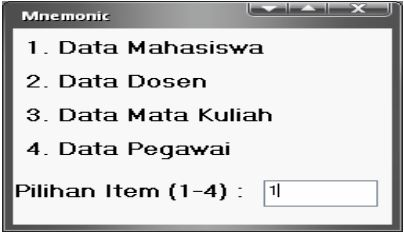 Mnemonic
1. Data Mahasiswa
2. Data Dosen
3. Data Mata Kuliah
4. Data Pegawai
Pilihan Item (1-4) : 1